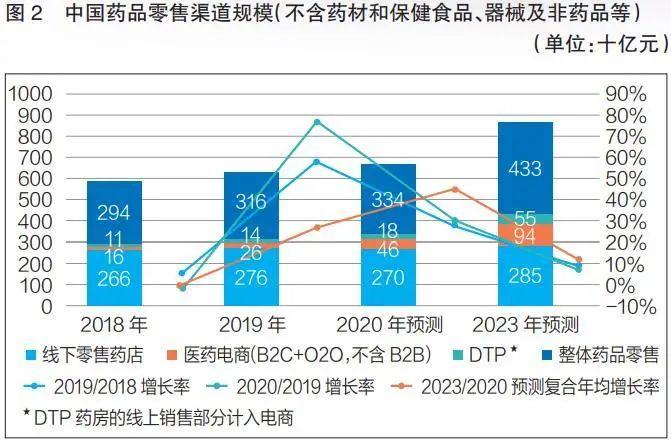 图 2 中国药品零售渠道规模(不含药材和保健食品、器械及非药品等)
(单位:十亿元)
1000 90%
900 80%
800 70%
700 60%
600 50%
500 40%
400 30%
300 20%
200 10%
100 0%
0 -10%
294 316 334 433
11 14 18 55
16 26 46 94
266 276 270 285
2018 年 2019 年 2020 年预测 2023 年预测
线下零售药店 医药电商(B2C+O2O,不含 B2B) DTP★ 整体药品零售
2019/2018 增长率 2020/2019 增长率 2023/2020 预测复合年均增长率
★DTP 药房的线上销售部分计入电商